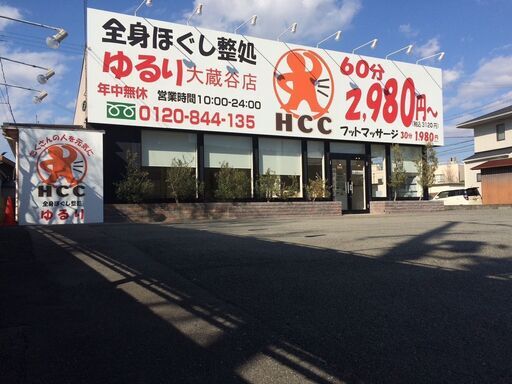 全身ほぐし整処
ゆるり大蔵谷店
年中無休 営業時間10:00-24:00
0120-844-135
HCC
60分
2,980円~
税込3120円
フットマッサージ 30分 1,980円
たくさんの人を元気に
HCC
全身ほぐし整処
ゆるり